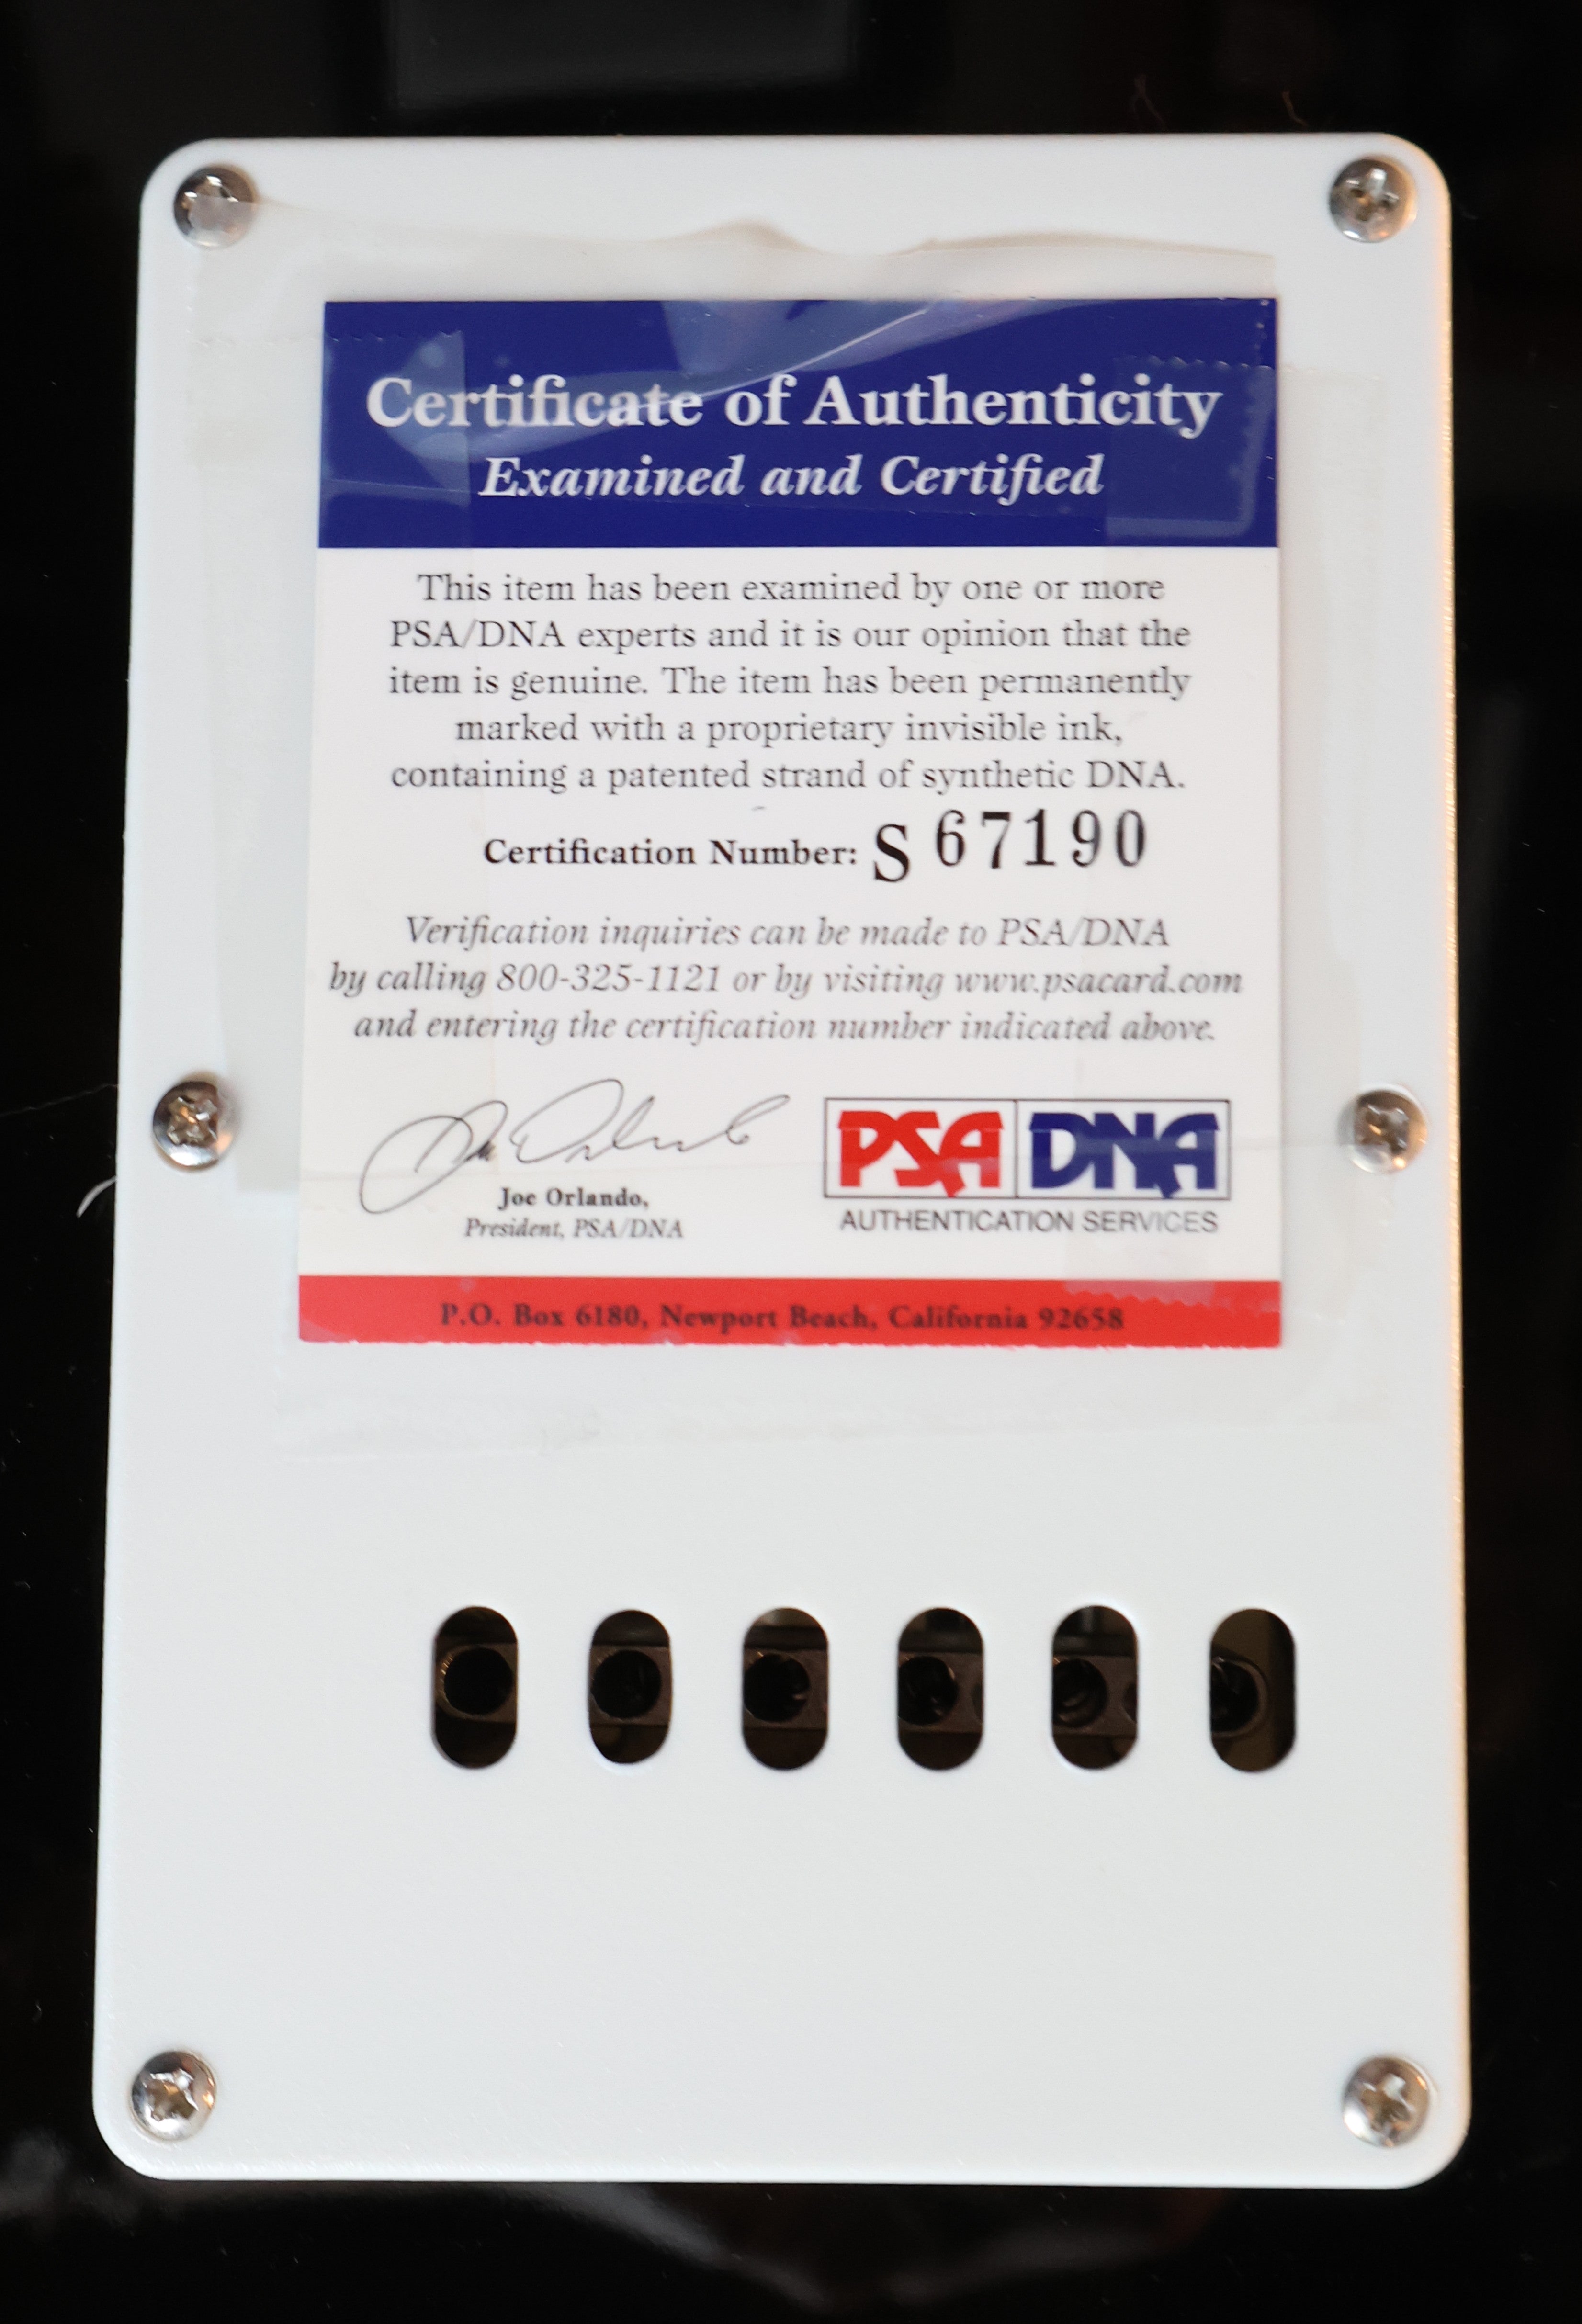 Certificate of Authenticity
Examined and Certified
This item has been examined by one or more
PSA/DNA experts and it is our opinion that the
item is genuine. The item has been permanently
marked with a proprietary invisible ink,
containing a patented strand of synthetic DNA.
Certification Number: S 67190
Verification inquiries can be made to PSA/DNA
by calling 800-325-1121 or by visiting www.psacard.com
and entering the certification number indicated above.
Joe Orlando,
President, PSA/DNA
PSA DNA
AUTHENTICATION SERVICES
P.O. Box 6180, Newport Beach, California 92658